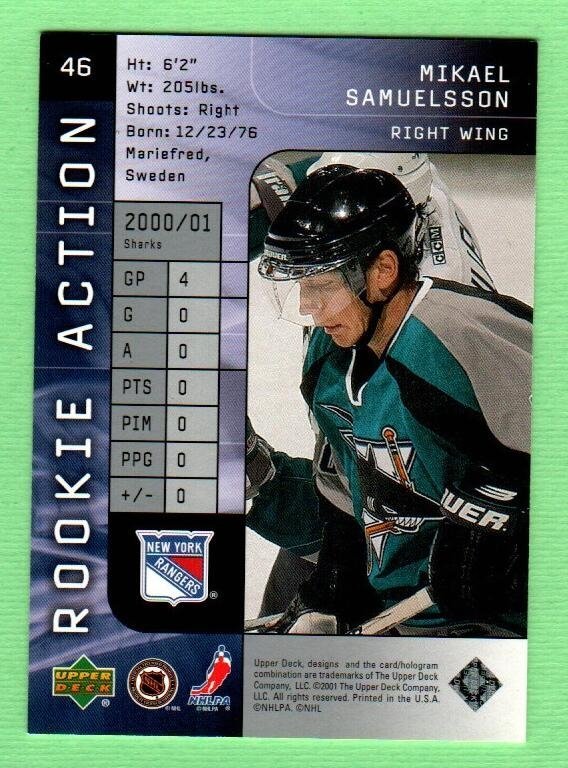 46
Ht: 6'2"
Wt: 205lbs.
Shoots: Right
Born: 12/23/76
Mariefred,
Sweden
MIKAEL
SAMUELSSON
RIGHT WING
ROOKIE ACTION
2000/01
Sharks
GP 4
G 0
A 0
PTS 0
PIM 0
PPG 0
+/- 0
CCM
BAUER
NEW YORK
RANGERS
®
UPPER
DECK
®
©NHL
NHLPA
©NHLPA ®
Upper Deck, designs and the card/hologram
combination are trademarks of The Upper Deck
Company, LLC. ©2001 The Upper Deck Company,
LLC. All rights reserved. Printed in the U.S.A.
©NHLPA. ©NHL